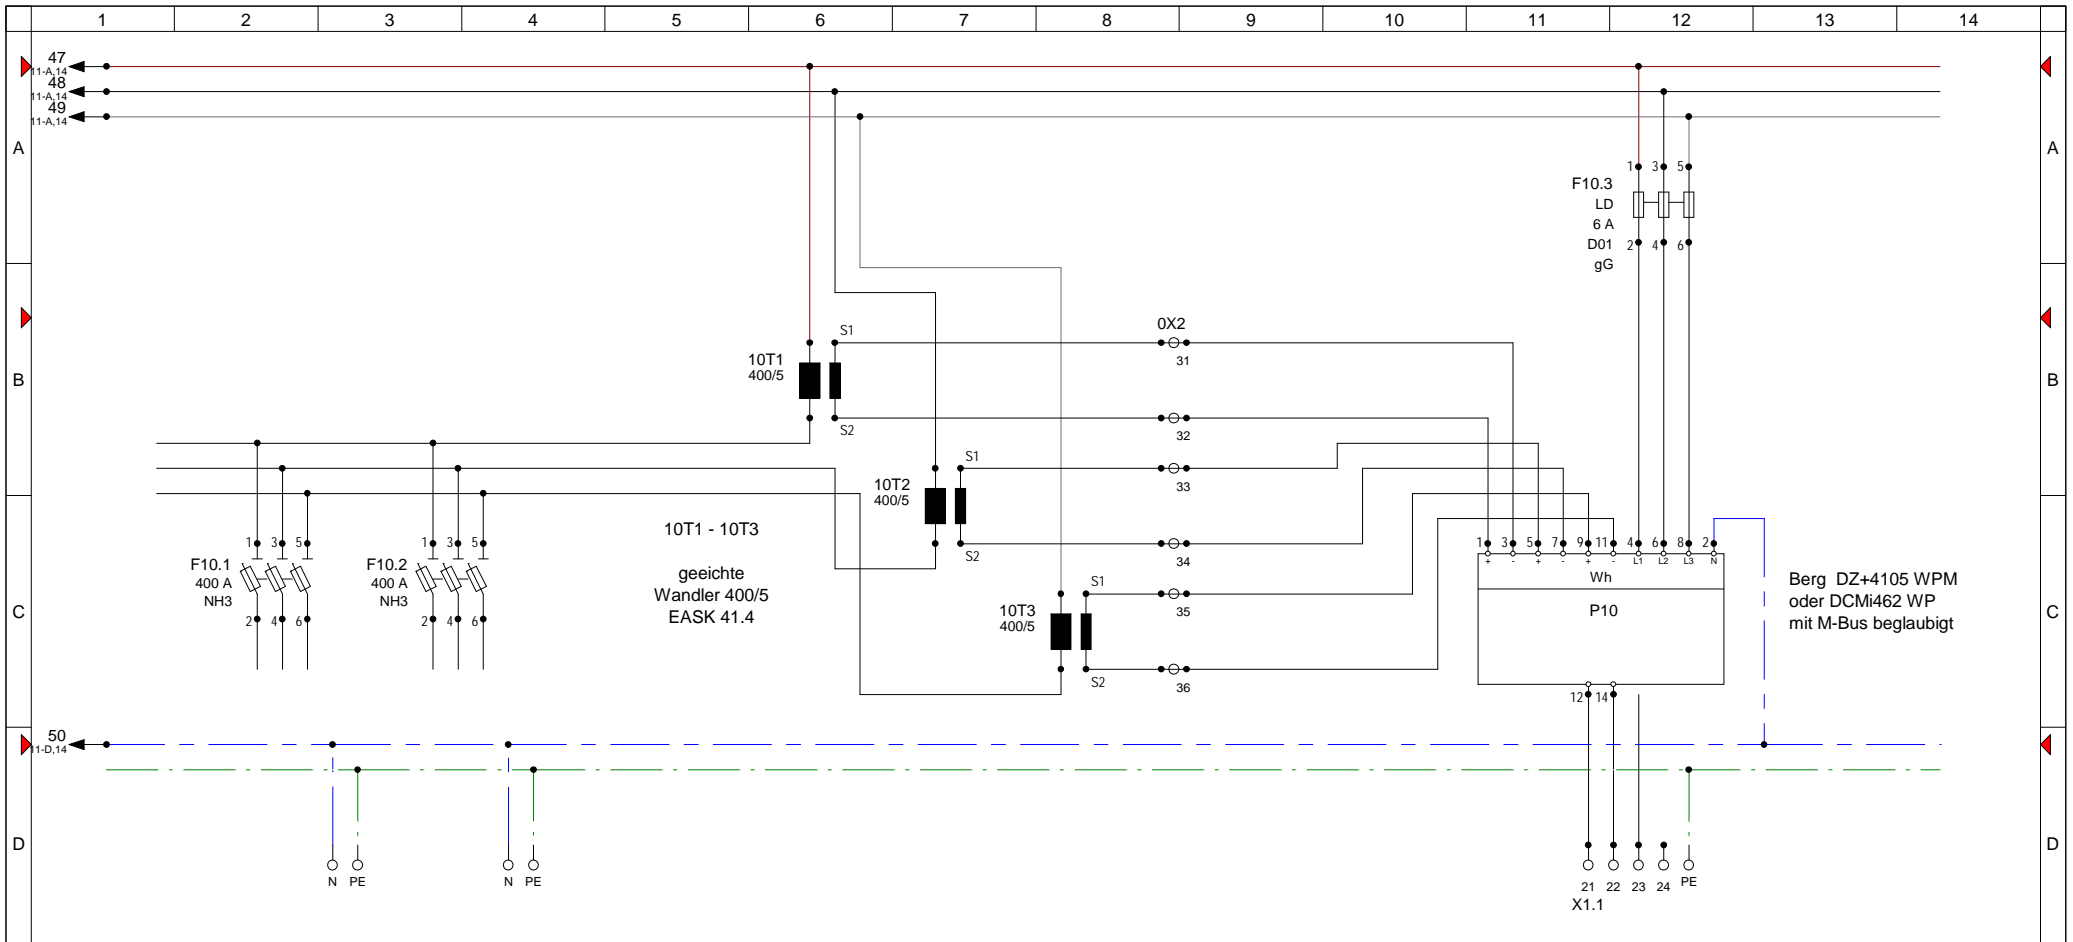 1 2 3 4 5 6 7 8 9 10 11 12 13 14
47
11-A,14
48
11-A,14
49
11-A,14
A A
1 3 5
F10.3
LD
6 A
D01
gG
2 4 6
B B
0X2
S1
10T1
400/5
31
S2
32
S1
10T2
400/5
33
S2
34
10T1 - 10T3
geeichte
Wandler 400/5
EASK 41.4
1 3 5
F10.1
400 A
NH3
2 4 6
1 3 5
F10.2
400 A
NH3
2 4 6
C C
S1
10T3
400/5
35
S2
36
1 3 5 7 9 11 4 6 8 2
+ - + - + - L1 L2 L3 N
Wh
P10
12 14
Berg DZ+4105 WPM
oder DCMi462 WP
mit M-Bus beglaubigt
50
11-D,14
D D
N PE
N PE
21 22 23 24 PE
X1.1